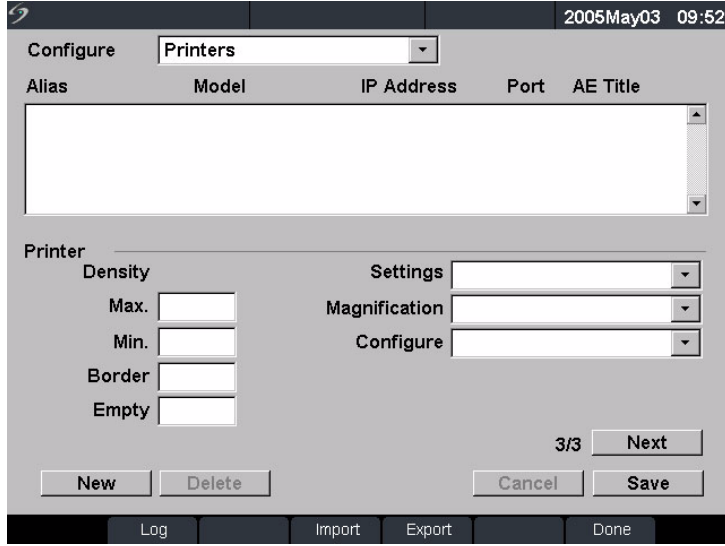 2005May03 09:52
Configure Printers
Alias Model IP Address Port AE Title
Printer
Density Settings
Max. Magnification
Min. Configure
Border
Empty
3/3 Next
New Delete Cancel Save
Log Import Export Done